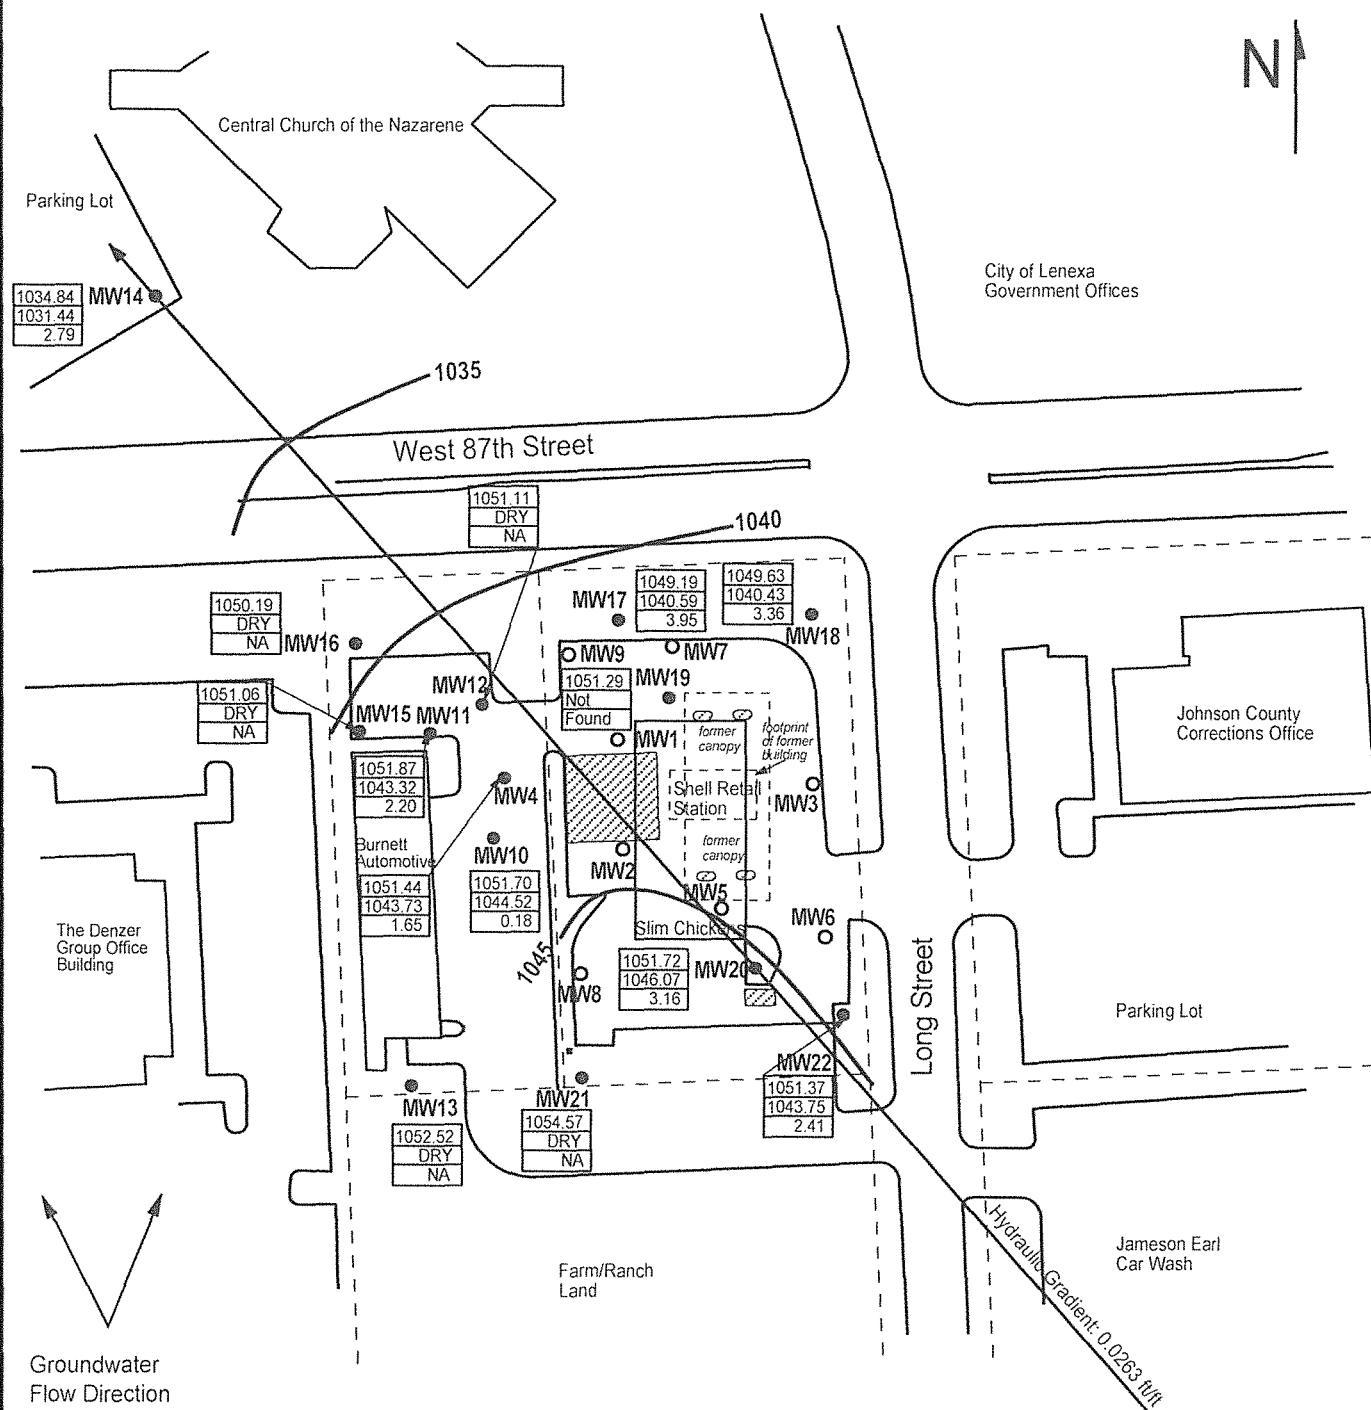 N
Central Church of the Nazarene
Parking Lot
City of Lenexa
Government Offices
1034.84
1031.44
2.79
MW14
1035
West 87th Street
1051.11
DRY
NA
1040
1050.19
DRY
NA
MW16
MW17
1049.19
1040.59
3.95
1049.63
1040.43
3.36
MW18
MW9
MW7
1051.06
DRY
NA
MW12
1051.29
Not
Found
MW19
MW15
MW11
MW1
former
canopy
footprint
of former
building
Johnson County
Corrections Office
1051.87
1043.32
2.20
MW4
Shell Retail
Station
MW3
Burnett
Automotive
MW10
former
canopy
MW2
1051.44
1043.73
1.65
1051.70
1044.52
0.18
MW5
MW6
The Denzer
Group Office
Building
Slim Chickens
1045
1051.72
1046.07
3.16
MW20
MW8
Long Street
Parking Lot
MW22
1051.37
1043.75
2.41
MW13
1052.52
DRY
NA
MW21
1054.57
DRY
NA
Farm/Ranch
Land
Jameson Earl
Car Wash
Hydraulic Gradient: 0.0263 ft/ft
Groundwater
Flow Direction